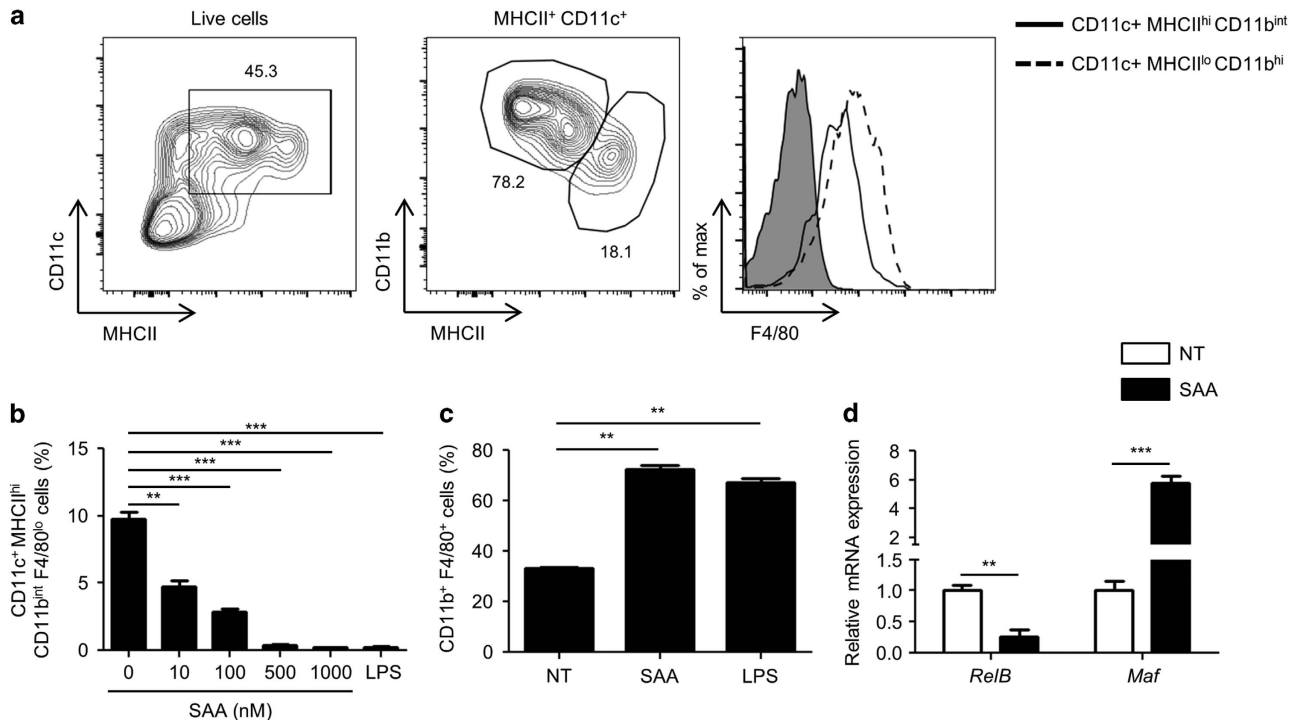 a
Live cells
MHCII+ CD11c+
CD11c+ MHCIIhi CD11bint
CD11c+ MHCIIlo CD11bhi
45.3
78.2
18.1
CD11c
MHCII
CD11b
MHCII
% of max
F4/80
NT
SAA
b
CD11c+ MHCIIhi
CD11bint F4/80lo cells (%)
15
10
5
0
***
***
***
***
**
0 10 100 500 1000 LPS
SAA (nM)
c
CD11b+ F4/80+ cells (%)
80
60
40
20
0
**
**
NT SAA LPS
d
Relative mRNA expression
8
6
4
2
1.5
1.0
0.5
0.0
**
***
RelB Maf